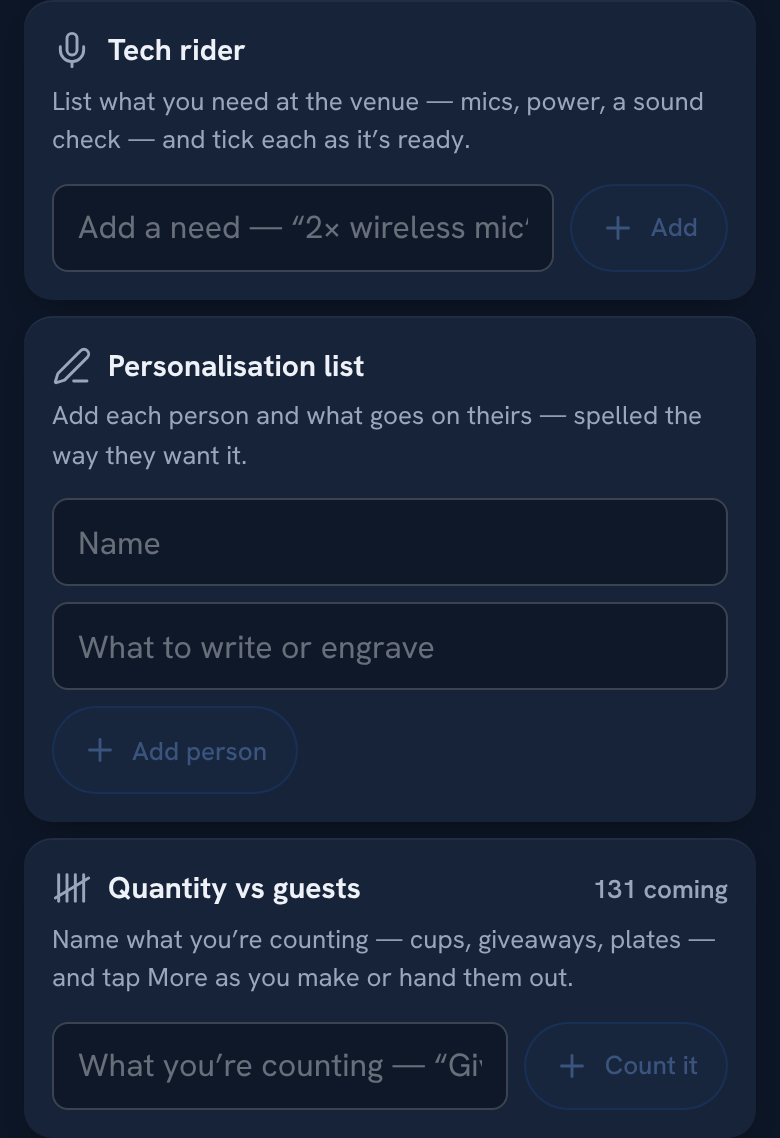 Tech rider
List what you need at the venue — mics, power, a sound
check — and tick each as it’s ready.
Add a need — “2× wireless mic’
Add
Personalisation list
Add each person and what goes on theirs — spelled the
way they want it.
Name
What to write or engrave
Add person
Quantity vs guests 131 coming
Name what you’re counting — cups, giveaways, plates —
and tap More as you make or hand them out.
What you’re counting — “Giv
Count it